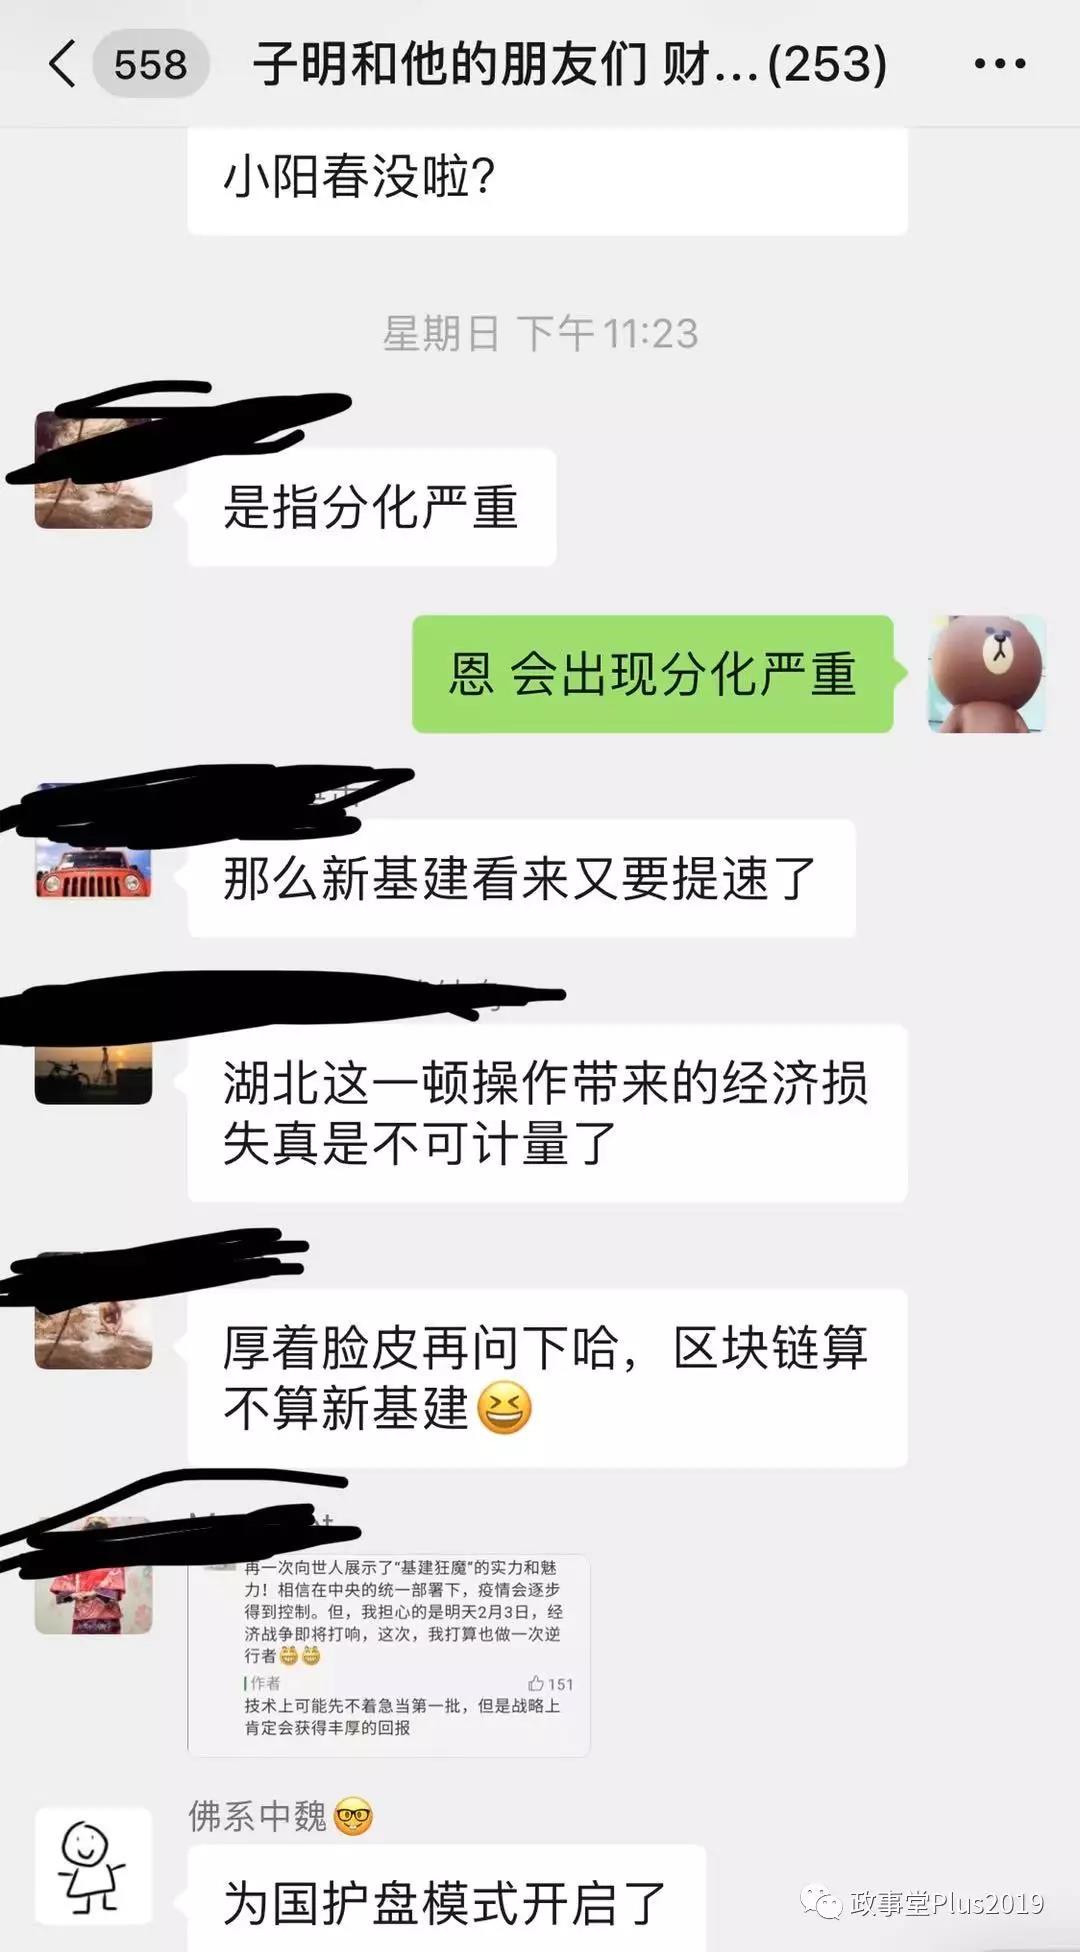 558
子明和他的朋友们 财...(253)
小阳春没啦?
星期日 下午11:23
是指分化严重
恩 会出现分化严重
那么新基建看来又要提速了
湖北这一顿操作带来的经济损
失真是不可计量了
厚着脸皮再问下哈，区块链算
不算新基建😆
再一次向世人展示了“基建狂魔”的实力和魅
力！相信在中央的统一部署下，疫情会逐步
得到控制。但，我担心的是明天2月3日，经
济战争即将打响，这次，我打算也做一次逆
行者😁😁
作者
151
技术上可能先不着急当第一批，但是战略上
肯定会获得丰厚的回报
佛系中魏🤓
为国护盘模式开启了
政事堂Plus2019